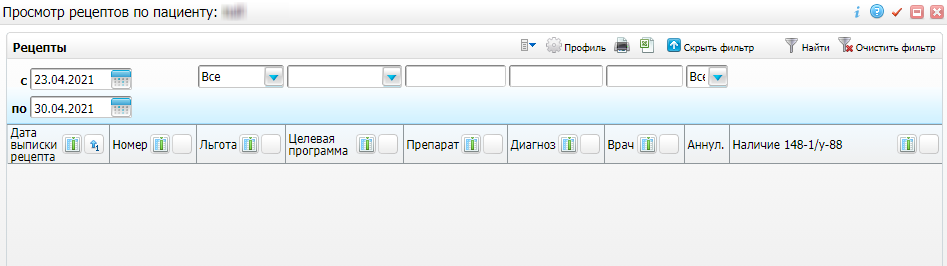 Просмотр рецептов по пациенту:
Рецепты
Профиль
Скрыть фильтр
Найти
Очистить фильтр
с 23.04.2021
Все
Все
по 30.04.2021
Дата выписки рецепта
Номер
Льгота
Целевая программа
Препарат
Диагноз
Врач
Аннул.
Наличие 148-1/у-88